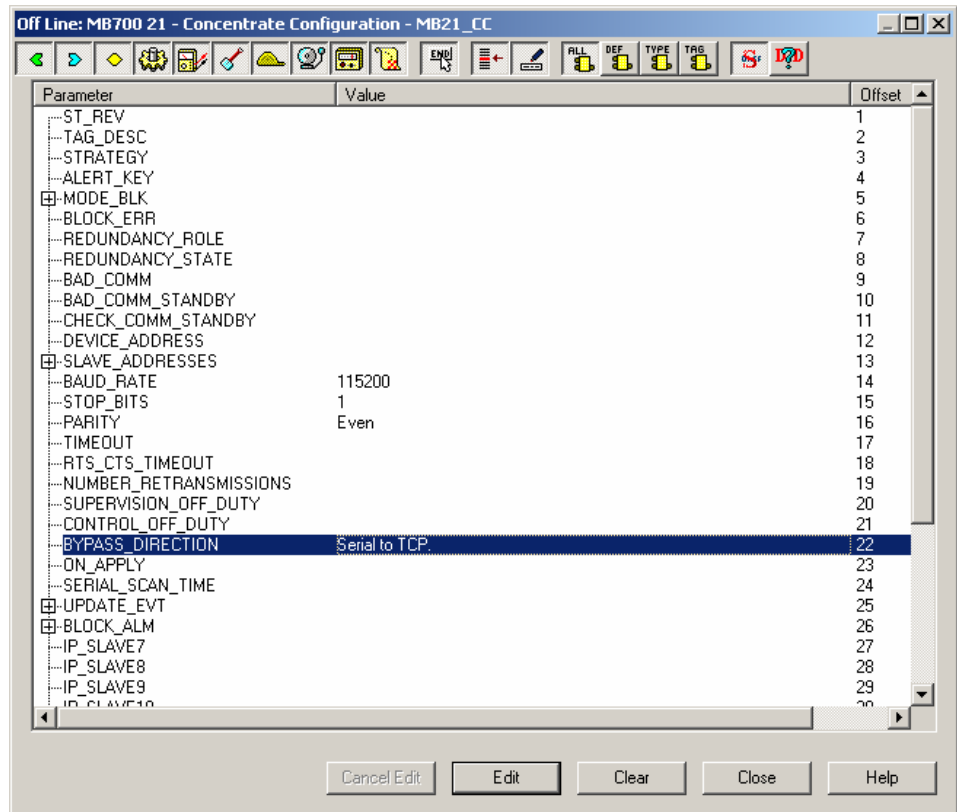 Off Line: MB700 21 - Concentrate Configuration - MB21_CC
END ALL DEF TYPE TAG
Parameter Value Offset
ST_REV 1
TAG_DESC 2
STRATEGY 3
ALERT_KEY 4
MODE_BLK 5
BLOCK_ERR 6
REDUNDANCY_ROLE 7
REDUNDANCY_STATE 8
BAD_COMM 9
BAD_COMM_STANDBY 10
CHECK_COMM_STANDBY 11
DEVICE_ADDRESS 12
SLAVE_ADDRESSES 13
BAUD_RATE 115200 14
STOP_BITS 1 15
PARITY Even 16
TIMEOUT 17
RTS_CTS_TIMEOUT 18
NUMBER_RETRANSMISSIONS 19
SUPERVISION_OFF_DUTY 20
CONTROL_OFF_DUTY 21
BYPASS_DIRECTION Serial to TCP. 22
ON_APPLY 23
SERIAL_SCAN_TIME 24
UPDATE_EVT 25
BLOCK_ALM 26
IP_SLAVE7 27
IP_SLAVE8 28
IP_SLAVE9 29
Cancel Edit Edit Clear Close Help